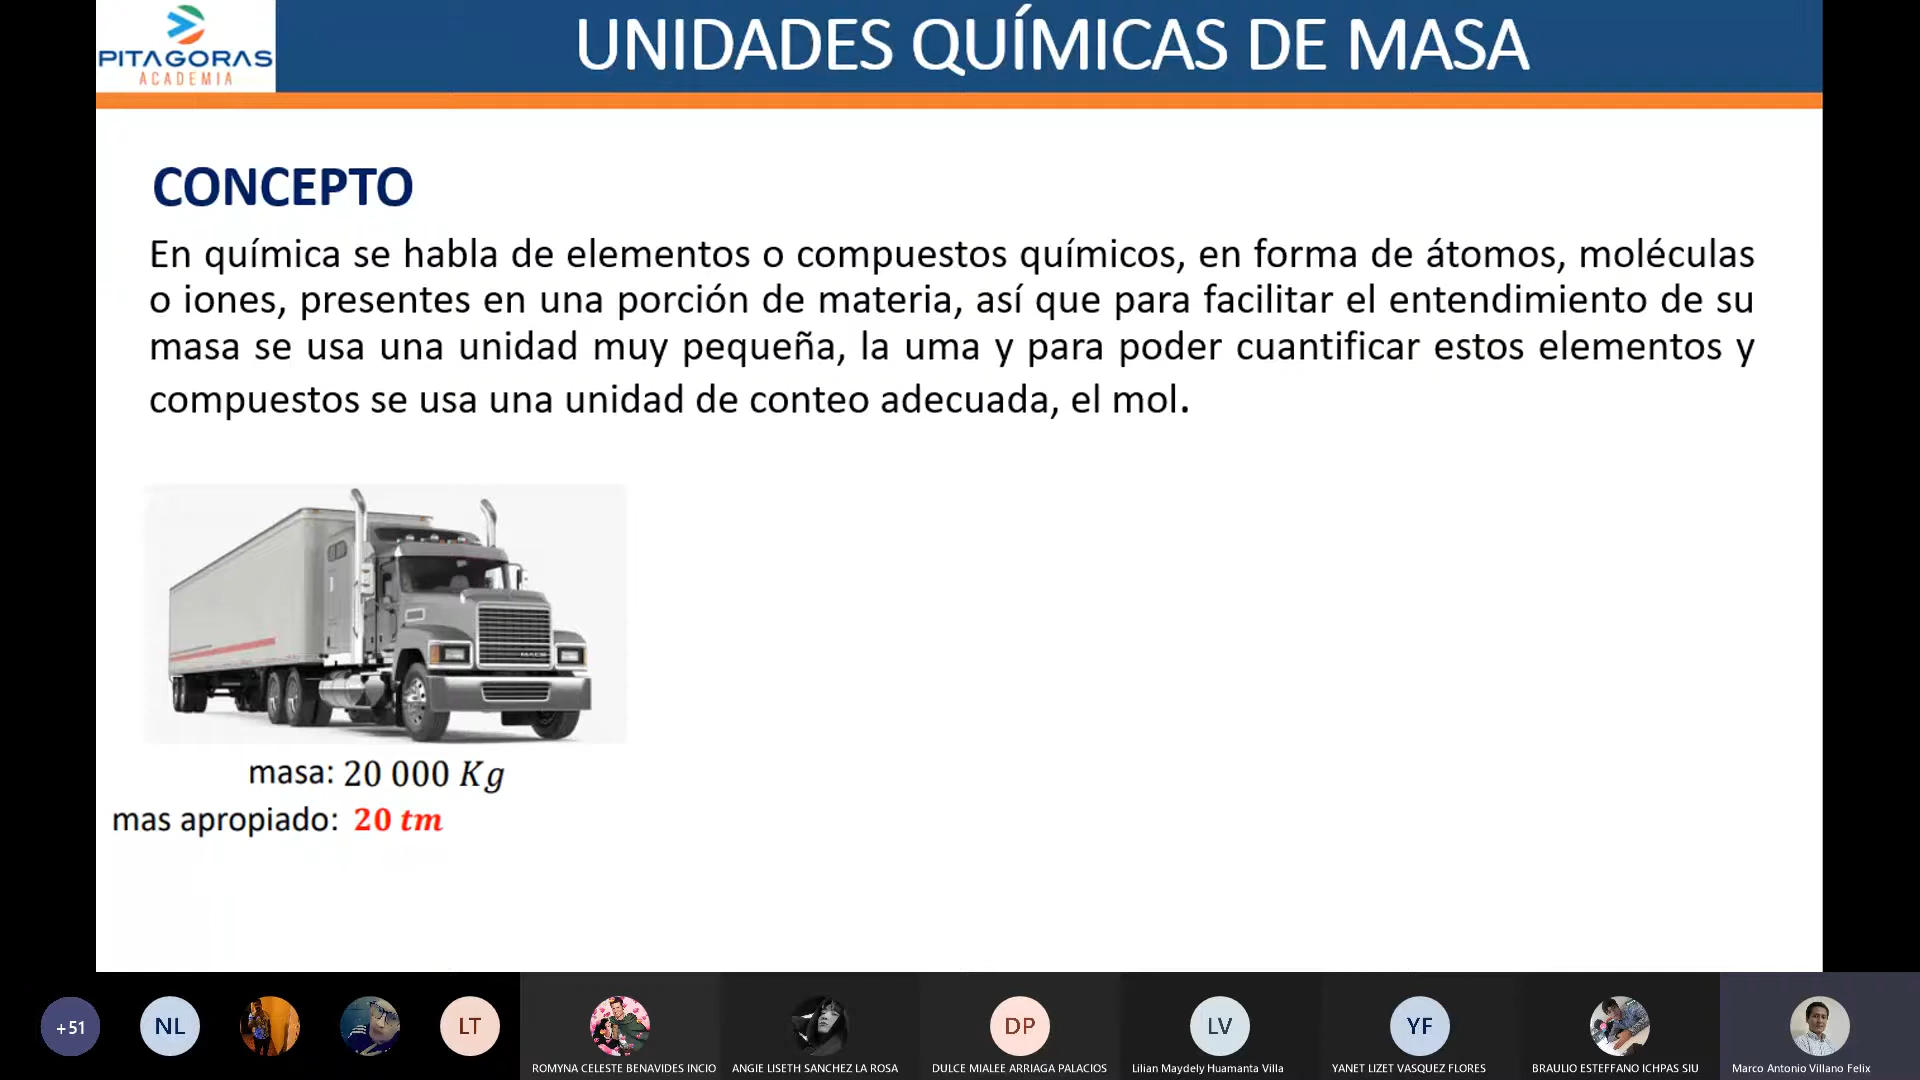 PITAGORAS
ACADEMIA
UNIDADES QUÍMICAS DE MASA
CONCEPTO
En química se habla de elementos o compuestos químicos, en forma de átomos, moléculas
o iones, presentes en una porción de materia, así que para facilitar el entendimiento de su
masa se usa una unidad muy pequeña, la uma y para poder cuantificar estos elementos y
compuestos se usa una unidad de conteo adecuada, el mol.
masa: 20 000 Kg
mas apropiado: 20 tm
+51
NL
LT
DP
LV
YF
ROMYNA CELESTE BENAVIDES INCIO
ANGIE LISETH SANCHEZ LA ROSA
DULCE MIALEE ARRIAGA PALACIOS
Lilian Maydely Huamanta Villa
YANET LIZET VASQUEZ FLORES
BRAULIO ESTEFFANO ICHPAS SIU
Marco Antonio Villano Felix